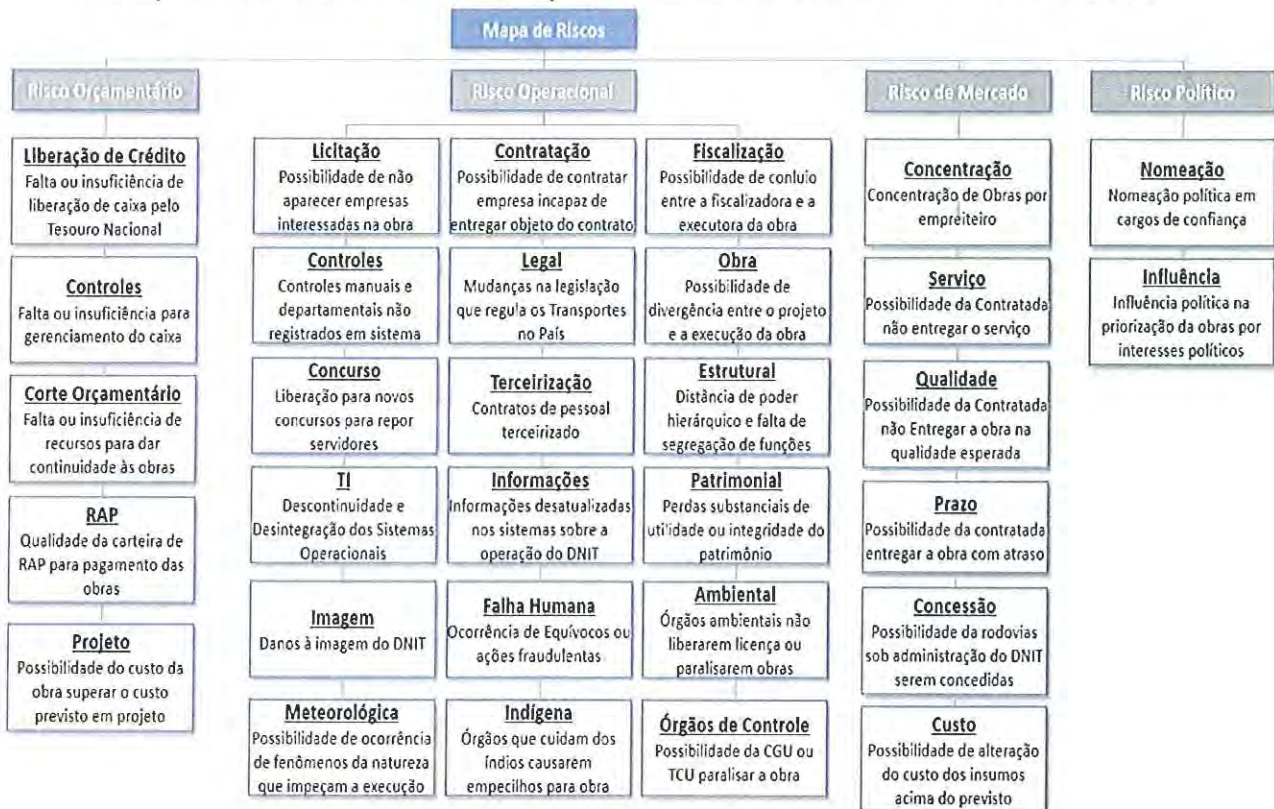 Mapa de Riscos
Risco Orçamentário
Liberação de Crédito
Falta ou insuficiência de
liberação de caixa pelo
Tesouro Nacional
Controles
Falta ou insuficiência para
gerenciamento do caixa
Corte Orçamentário
Falta ou insuficiência de
recursos para dar
continuidade às obras
RAP
Qualidade da carteira de
RAP para pagamento das
obras
Projeto
Possibilidade do custo da
obra superar o custo
previsto em projeto
Risco Operacional
Licitação
Possibilidade de não
aparecer empresas
interessadas na obra
Controles
Controles manuais e
departamentais não
registrados em sistema
Concurso
Liberação para novos
concursos para repor
servidores
TI
Descontinuidade e
Desintegração dos Sistemas
Operacionais
Imagem
Danos à imagem do DNIT
Meteorológica
Possibilidade de ocorrência
de fenômenos da natureza
que impeçam a execução
Contratação
Possibilidade de contratar
empresa incapaz de
entregar objeto do contrato
Legal
Mudanças na legislação
que regula os Transportes
no País
Terceirização
Contratos de pessoal
terceirizado
Informações
Informações desatualizadas
nos sistemas sobre a
operação do DNIT
Falha Humana
Ocorrência de Equívocos ou
ações fraudulentas
Indígena
Órgãos que cuidam dos
índios causarem
empecilhos para obra
Fiscalização
Possibilidade de conluio
entre a fiscalizadora e a
executora da obra
Obra
Possibilidade de
divergência entre o projeto
e a execução da obra
Estrutural
Distância de poder
hierárquico e falta de
segregação de funções
Patrimonial
Perdas substanciais de
utilidade ou integridade do
patrimônio
Ambiental
Órgãos ambientais não
liberarem licença ou
paralisarem obras
Órgãos de Controle
Possibilidade da CGU ou
TCU paralisar a obra
Risco de Mercado
Concentração
Concentração de Obras por
empreiteiro
Serviço
Possibilidade da Contratada
não entregar o serviço
Qualidade
Possibilidade da Contratada
não Entregar a obra na
qualidade esperada
Prazo
Possibilidade da contratada
entregar a obra com atraso
Concessão
Possibilidade da rodovias
sob administração do DNIT
serem concedidas
Custo
Possibilidade de alteração
do custo dos insumos
acima do previsto
Risco Político
Nomeação
Nomeação política em
cargos de confiança
Influência
Influência política na
priorização da obras por
interesses políticos